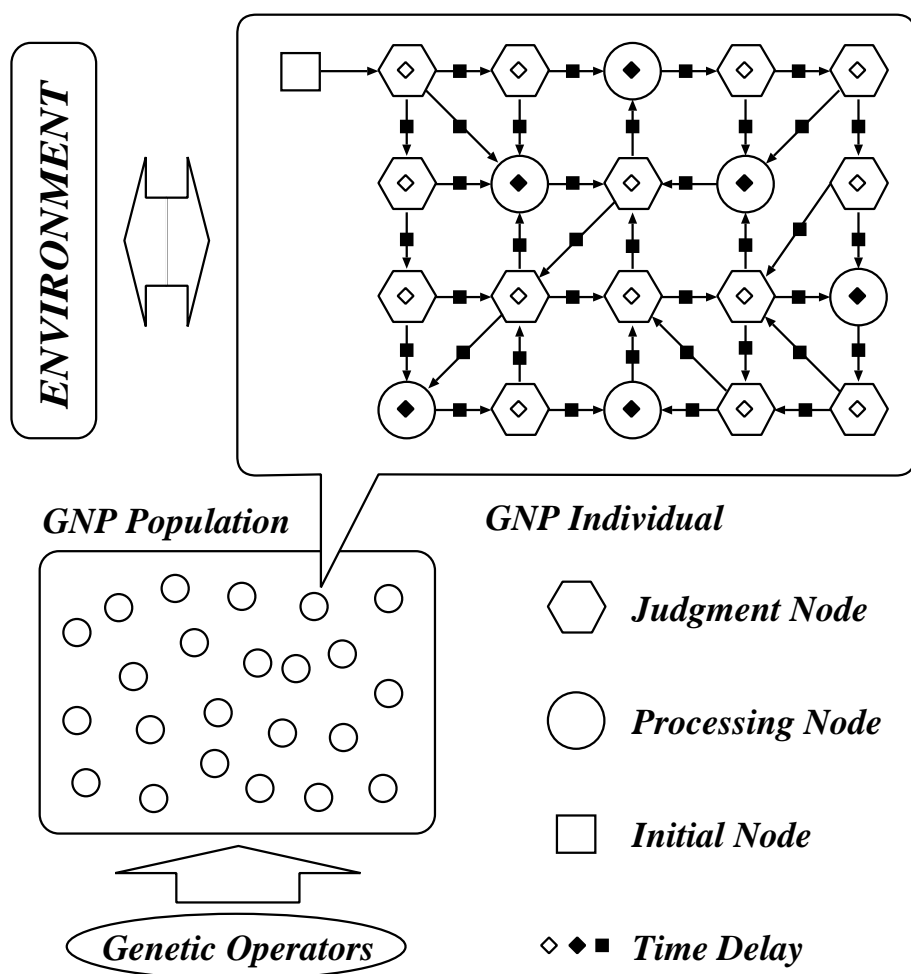 ENVIRONMENT
GNP Population
GNP Individual
Judgment Node
Processing Node
Initial Node
Genetic Operators
Time Delay